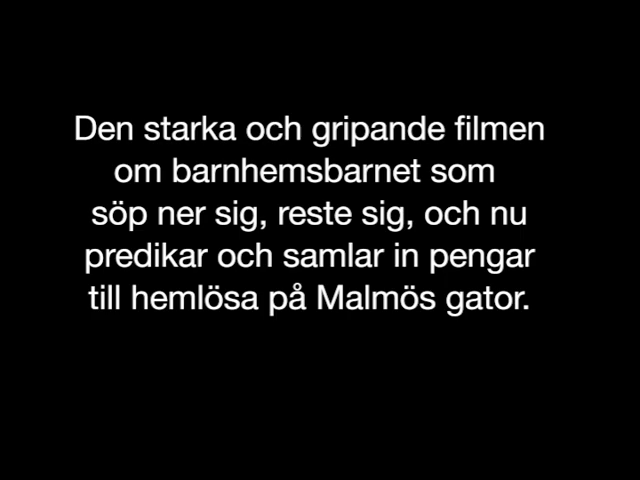 Den starka och gripande filmen
om barnhemsbarnet som
söp ner sig, reste sig, och nu
predikar och samlar in pengar
till hemlösa på Malmös gator.